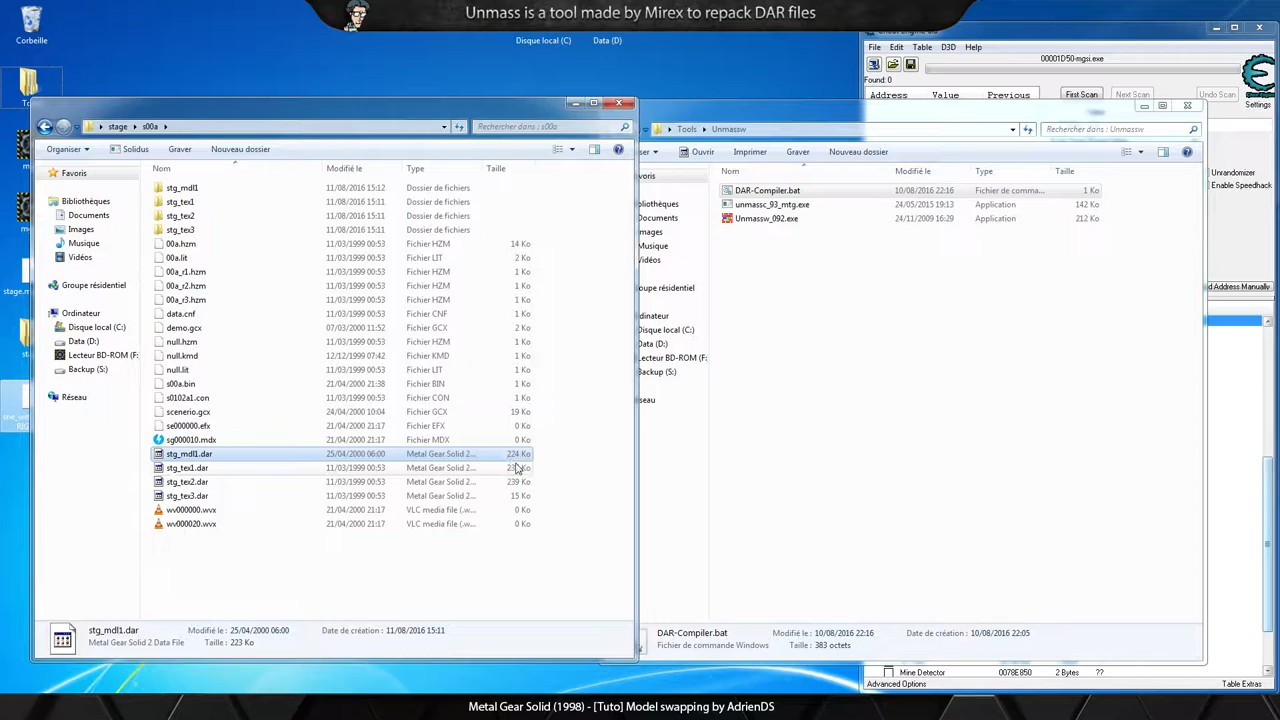 Unmass is a tool made by Mirex to repack DAR files
Corbeille
Disque local (C)
Data (D)
File Edit Table D3D Help
00001D50-mgsi.exe
Found: 0
Address Value Previous
First Scan
Next Scan
Undo Scan
Settings
Unrandomizer
Enable Speedhack
stage s00a
Rechercher dans : s00a
Organiser Solidus Graver Nouveau dossier
Nom Modifié le Type Taille
Favoris
Bibliothèques
Documents
Images
Musique
Vidéos
Groupe résidentiel
Ordinateur
Disque local (C:)
Data (D:)
Lecteur BD-ROM (F:
Backup (S:)
Réseau
stg_mdl1 11/08/2016 15:12 Dossier de fichiers
stg_tex1 11/08/2016 15:11 Dossier de fichiers
stg_tex2 11/08/2016 15:11 Dossier de fichiers
stg_tex3 11/08/2016 15:11 Dossier de fichiers
00a.hzm 11/03/1999 00:53 Fichier HZM 14 Ko
00a.lit 11/03/1999 00:53 Fichier LIT 2 Ko
00a_r1.hzm 11/03/1999 00:53 Fichier HZM 1 Ko
00a_r2.hzm 11/03/1999 00:53 Fichier HZM 1 Ko
00a_r3.hzm 11/03/1999 00:53 Fichier HZM 1 Ko
data.cnf 11/03/1999 00:53 Fichier CNF 1 Ko
demo.gcx 07/03/2000 11:52 Fichier GCX 2 Ko
null.hzm 11/03/1999 00:53 Fichier HZM 1 Ko
null.kmd 12/12/1999 07:42 Fichier KMD 1 Ko
null.lit 11/03/1999 00:53 Fichier LIT 1 Ko
s00a.bin 21/04/2000 21:38 Fichier BIN 1 Ko
s0102a1.con 11/03/1999 00:53 Fichier CON 1 Ko
scenerio.gcx 24/04/2000 10:04 Fichier GCX 19 Ko
se000000.efx 21/04/2000 21:17 Fichier EFX 0 Ko
sg000010.mdx 21/04/2000 21:17 Fichier MDX 0 Ko
stg_mdl1.dar 25/04/2000 06:00 Metal Gear Solid 2... 224 Ko
stg_tex1.dar 11/03/1999 00:53 Metal Gear Solid 2... Ko
stg_tex2.dar 11/03/1999 00:53 Metal Gear Solid 2... 239 Ko
stg_tex3.dar 11/03/1999 00:53 Metal Gear Solid 2... 15 Ko
wv000000.wvx 21/04/2000 21:17 VLC media file (.w... 0 Ko
wv000020.wvx 21/04/2000 21:17 VLC media file (.w... 0 Ko
stg_mdl1.dar Modifié le : 25/04/2000 06:00 Date de création : 11/08/2016 15:11
Metal Gear Solid 2 Data File Taille : 223 Ko
Tools Unmassw
Rechercher dans : Unmassw
ser Ouvrir Imprimer Graver Nouveau dossier
Nom Modifié le Type Taille
avoris
bliothèques
Documents
mages
Musique
Vidéos
oupe résidentiel
rdinateur
Disque local (C:)
Data (D:)
Lecteur BD-ROM (F:
Backup (S:)
seau
DAR-Compiler.bat 10/08/2016 22:16 Fichier de comma... 1 Ko
unmassc_93_mtg.exe 24/05/2015 19:13 Application 142 Ko
Unmassw_092.exe 24/11/2009 16:29 Application 212 Ko
DAR-Compiler.bat Modifié le : 10/08/2016 22:16 Date de création : 10/08/2016 22:05
Fichier de commande Windows Taille : 383 octets
d Address Manually
Mine Detector 0078E850 2 Bytes ??
Advanced Options
Table Extras
Metal Gear Solid (1998) - [Tuto] Model swapping by AdrienDS